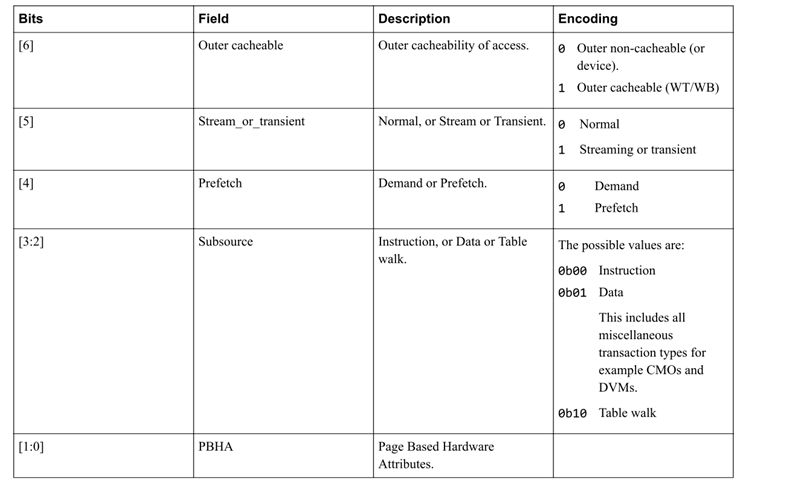 Bits Field Description Encoding
[6] Outer cacheable Outer cacheability of access. 0 Outer non-cacheable (or
device).
1 Outer cacheable (WT/WB)
[5] Stream_or_transient Normal, or Stream or Transient. 0 Normal
1 Streaming or transient
[4] Prefetch Demand or Prefetch. 0 Demand
1 Prefetch
[3:2] Subsource Instruction, or Data or Table
walk.
The possible values are:
0b00 Instruction
0b01 Data
This includes all
miscellaneous
transaction types for
example CMOs and
DVMs.
0b10 Table walk
[1:0] PBHA Page Based Hardware
Attributes.